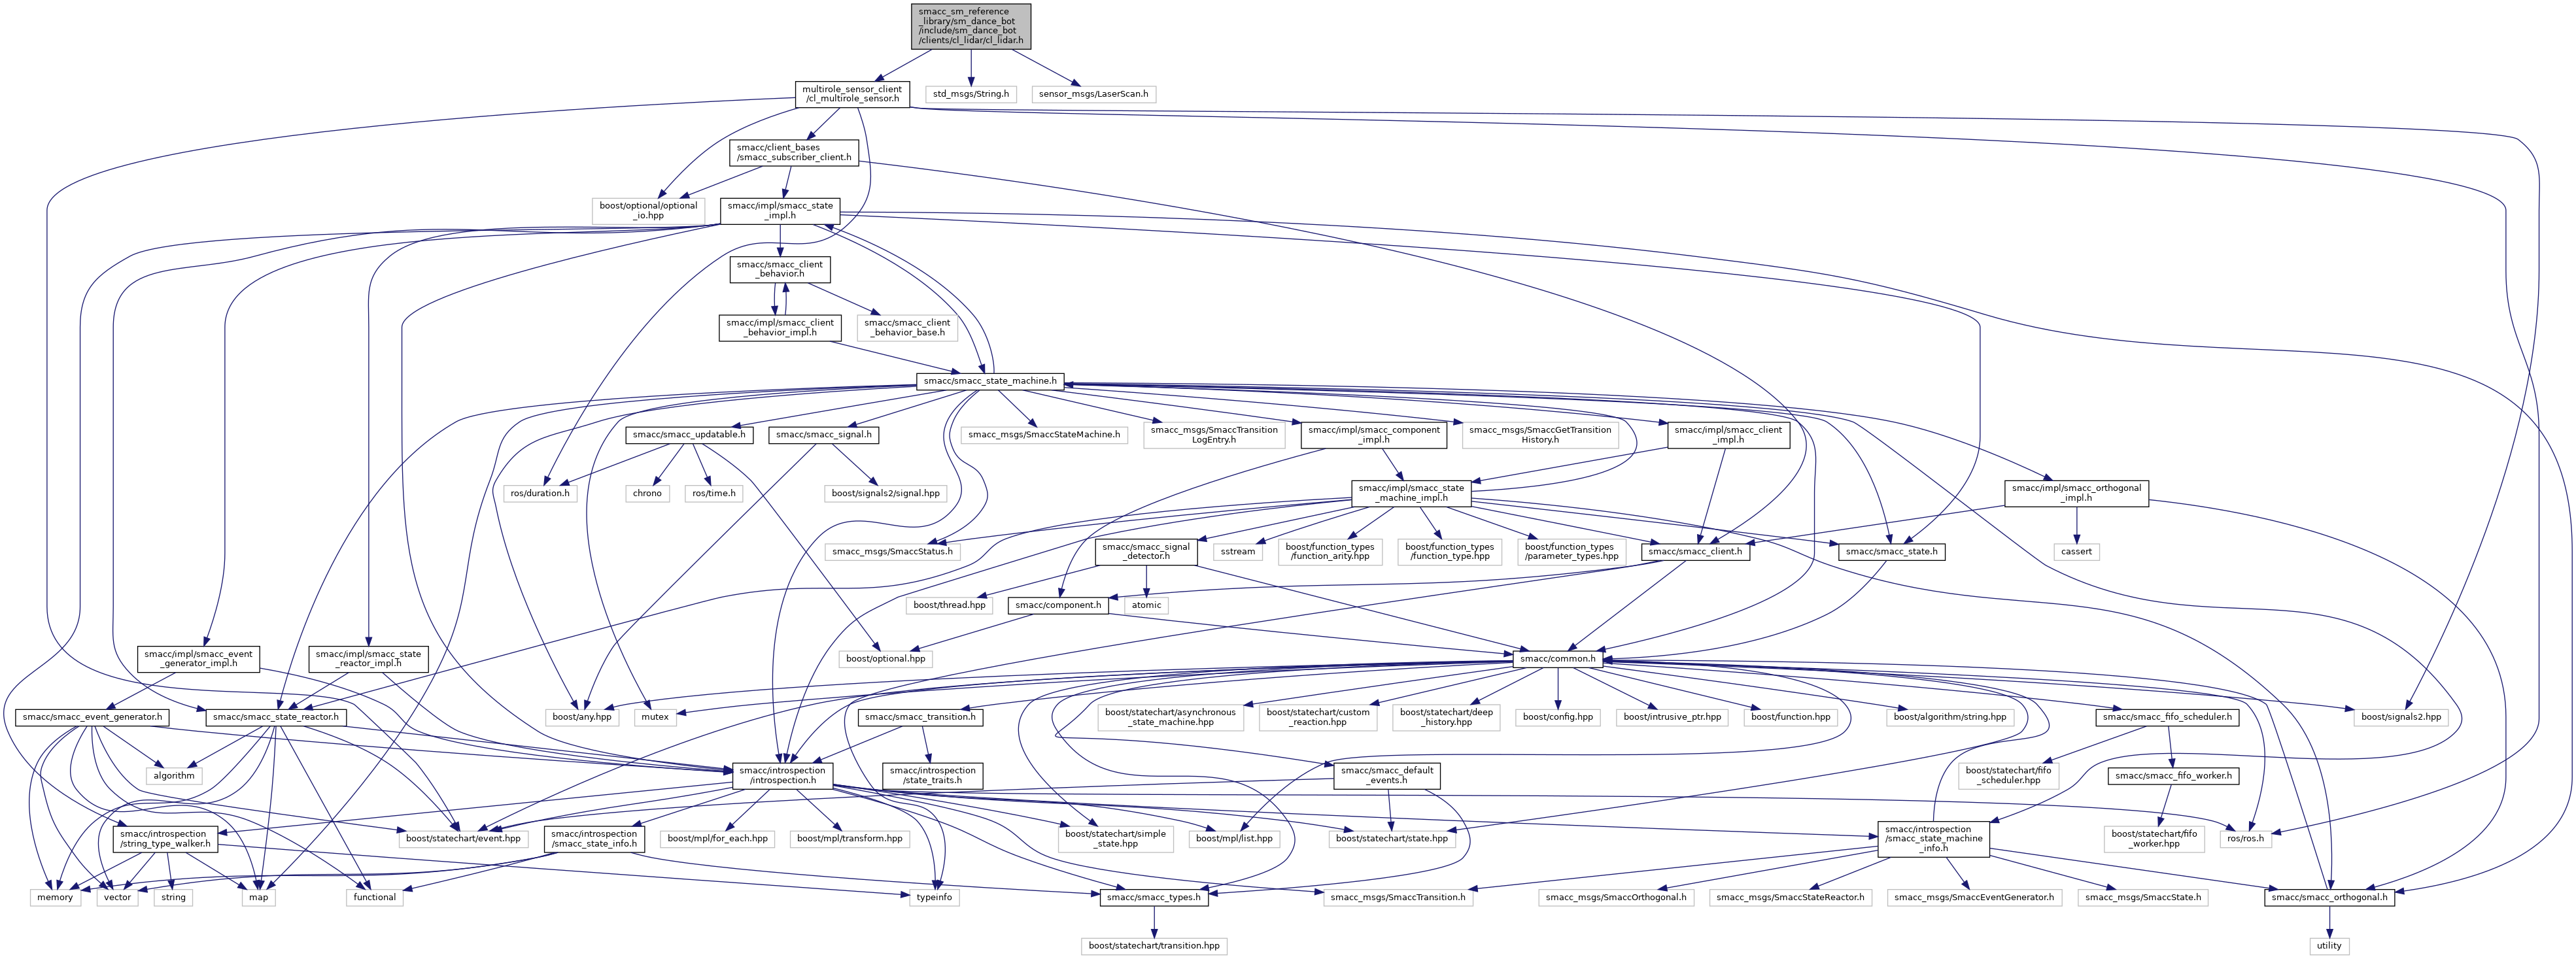 smacc_sm_reference
_library/sm_dance_bot
/include/sm_dance_bot
/clients/cl_lidar/cl_lidar.h
multirole_sensor_client
/cl_multirole_sensor.h
std_msgs/String.h
sensor_msgs/LaserScan.h
smacc/client_bases
/smacc_subscriber_client.h
boost/optional/optional
_io.hpp
smacc/impl/smacc_state
_impl.h
smacc/smacc_client
_behavior.h
smacc/impl/smacc_client
_behavior_impl.h
smacc/smacc_client
_behavior_base.h
smacc/smacc_state_machine.h
smacc/smacc_updatable.h
smacc/smacc_signal.h
smacc_msgs/SmaccStateMachine.h
smacc_msgs/SmaccTransition
LogEntry.h
smacc/impl/smacc_component
_impl.h
smacc_msgs/SmaccGetTransition
History.h
smacc/impl/smacc_client
_impl.h
ros/duration.h
chrono
ros/time.h
boost/signals2/signal.hpp
smacc/impl/smacc_state
_machine_impl.h
smacc/impl/smacc_orthogonal
_impl.h
smacc_msgs/SmaccStatus.h
smacc/smacc_signal
_detector.h
sstream
boost/function_types
/function_arity.hpp
boost/function_types
/function_type.hpp
boost/function_types
/parameter_types.hpp
smacc/smacc_client.h
smacc/smacc_state.h
cassert
boost/thread.hpp
smacc/component.h
atomic
smacc/impl/smacc_event
_generator_impl.h
smacc/impl/smacc_state
_reactor_impl.h
boost/optional.hpp
smacc/common.h
smacc/smacc_event_generator.h
smacc/smacc_state_reactor.h
boost/any.hpp
mutex
smacc/smacc_transition.h
boost/statechart/asynchronous
_state_machine.hpp
boost/statechart/custom
_reaction.hpp
boost/statechart/deep
_history.hpp
boost/config.hpp
boost/intrusive_ptr.hpp
boost/function.hpp
boost/algorithm/string.hpp
smacc/smacc_fifo_scheduler.h
boost/signals2.hpp
algorithm
smacc/introspection
/introspection.h
smacc/introspection
/state_traits.h
smacc/smacc_default
_events.h
boost/statechart/fifo
_scheduler.hpp
smacc/smacc_fifo_worker.h
smacc/introspection
/string_type_walker.h
boost/statechart/event.hpp
smacc/introspection
/smacc_state_info.h
boost/mpl/for_each.hpp
boost/mpl/transform.hpp
boost/statechart/simple
_state.hpp
boost/mpl/list.hpp
boost/statechart/state.hpp
smacc/introspection
/smacc_state_machine
_info.h
boost/statechart/fifo
_worker.hpp
ros/ros.h
memory
vector
string
map
functional
typeinfo
smacc/smacc_types.h
smacc_msgs/SmaccTransition.h
smacc_msgs/SmaccOrthogonal.h
smacc_msgs/SmaccStateReactor.h
smacc_msgs/SmaccEventGenerator.h
smacc_msgs/SmaccState.h
smacc/smacc_orthogonal.h
boost/statechart/transition.hpp
utility